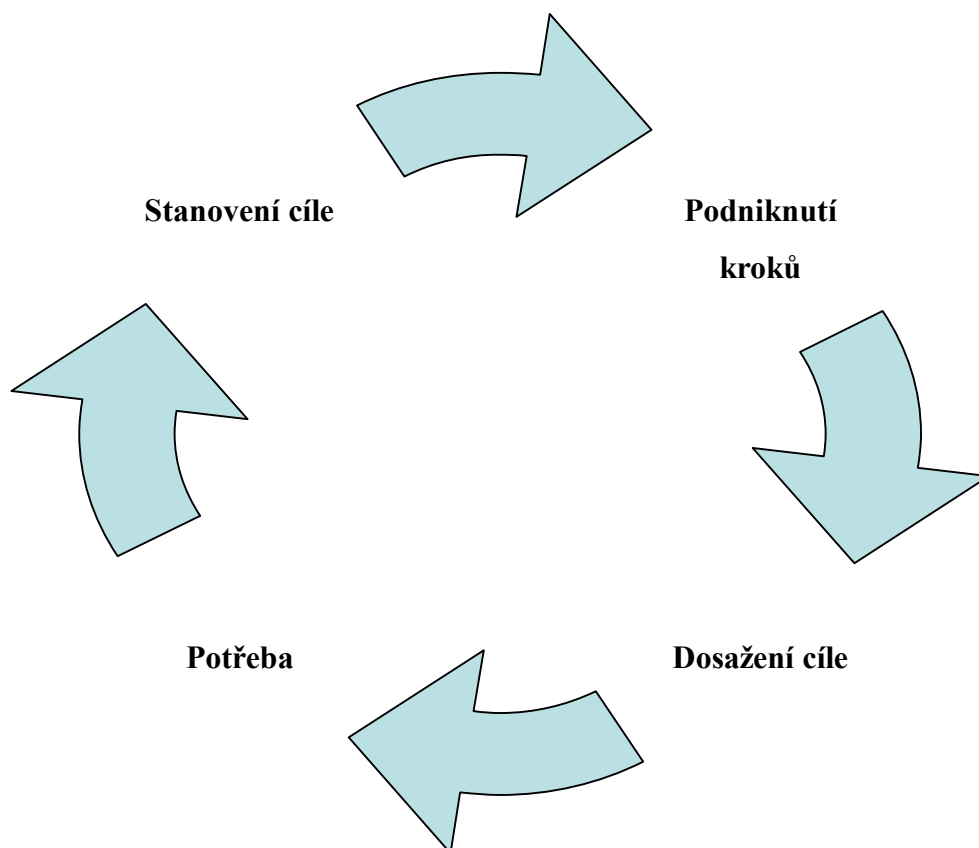 Stanovení cíle
Podniknutí
kroků
Potřeba
Dosažení cíle